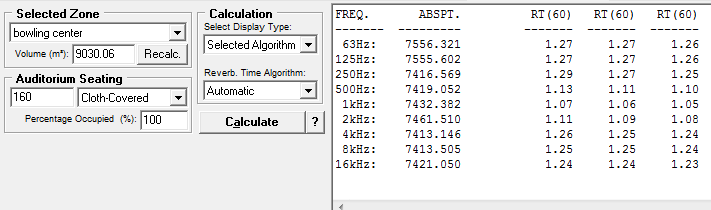 Selected Zone
bowling center
Volume (m³): 9030.06 Recalc.
Auditorium Seating
160 Cloth-Covered
Percentage Occupied (%): 100
Calculation
Select Display Type:
Selected Algorithm
Reverb. Time Algorithm:
Automatic
Calculate ?
FREQ. ABSPT. RT(60) RT(60) RT(60)
------- ------- ------- ------- -------
63Hz: 7556.321 1.27 1.27 1.26
125Hz: 7555.602 1.27 1.27 1.26
250Hz: 7416.569 1.29 1.27 1.25
500Hz: 7419.052 1.13 1.11 1.10
1kHz: 7432.382 1.07 1.06 1.05
2kHz: 7461.510 1.11 1.09 1.08
4kHz: 7413.146 1.26 1.25 1.24
8kHz: 7413.505 1.25 1.25 1.24
16kHz: 7421.050 1.24 1.24 1.23